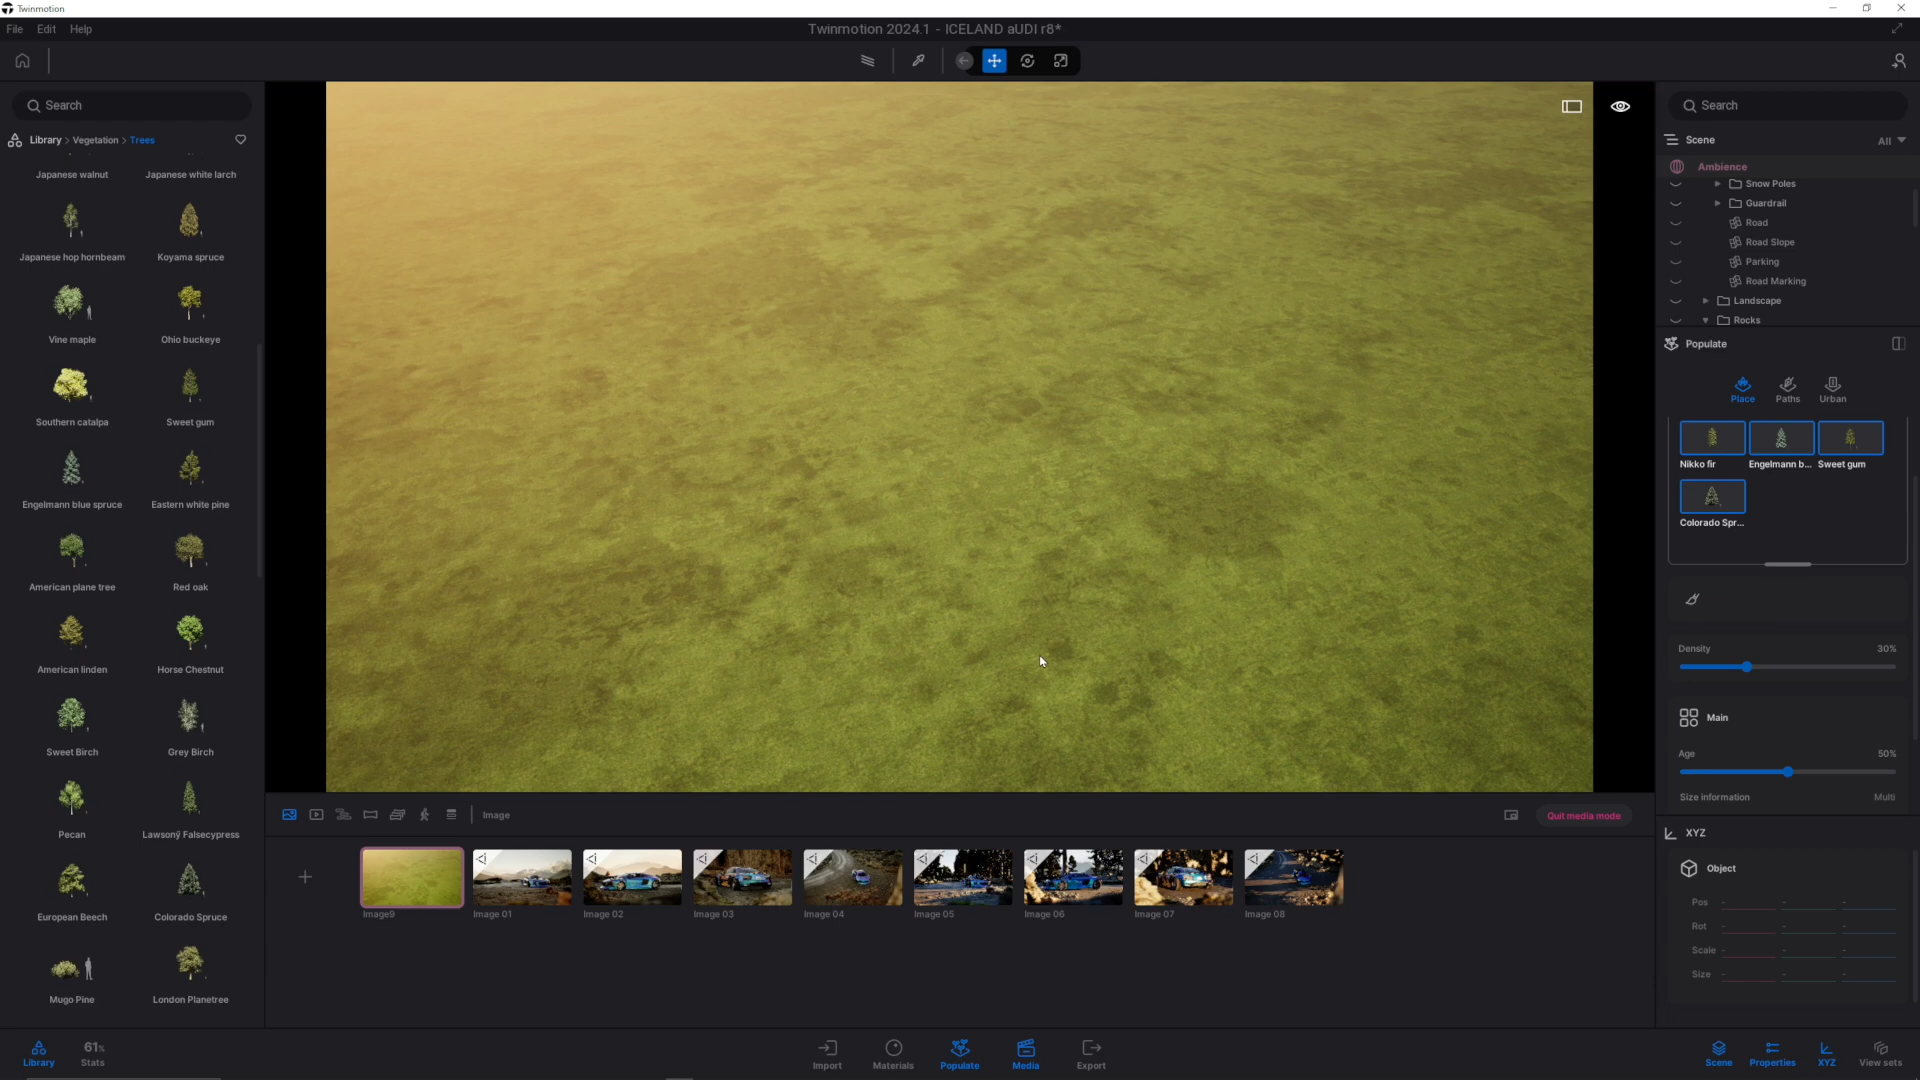 Twinmotion
File Edit Help
Twinmotion 2024.1 - ICELAND aUDI r8*
Search
Library > Vegetation > Trees
Japanese walnut
Japanese white larch
Japanese hop hornbeam
Koyama spruce
Vine maple
Ohio buckeye
Southern catalpa
Sweet gum
Engelmann blue spruce
Eastern white pine
American plane tree
Red oak
American linden
Horse Chestnut
Sweet Birch
Grey Birch
Pecan
Lawsony Falsecypress
European Beech
Colorado Spruce
Mugo Pine
London Planetree
Image
Quit media mode
Image9
Image 01
Image 02
Image 03
Image 04
Image 05
Image 06
Image 07
Image 08
Search
Scene
All
Ambience
Snow Poles
Guardrail
Road
Road Slope
Parking
Road Marking
Landscape
Rocks
Populate
Place
Paths
Urban
Nikko fir
Engelmann b...
Sweet gum
Colorado Spr...
Density 30%
Main
Age 50%
Size information Multi
XYZ
Object
Pos - - -
Rot - - -
Scale - - -
Size - - -
Library
61%
Stats
Import
Materials
Populate
Media
Export
Scene
Properties
XYZ
View sets